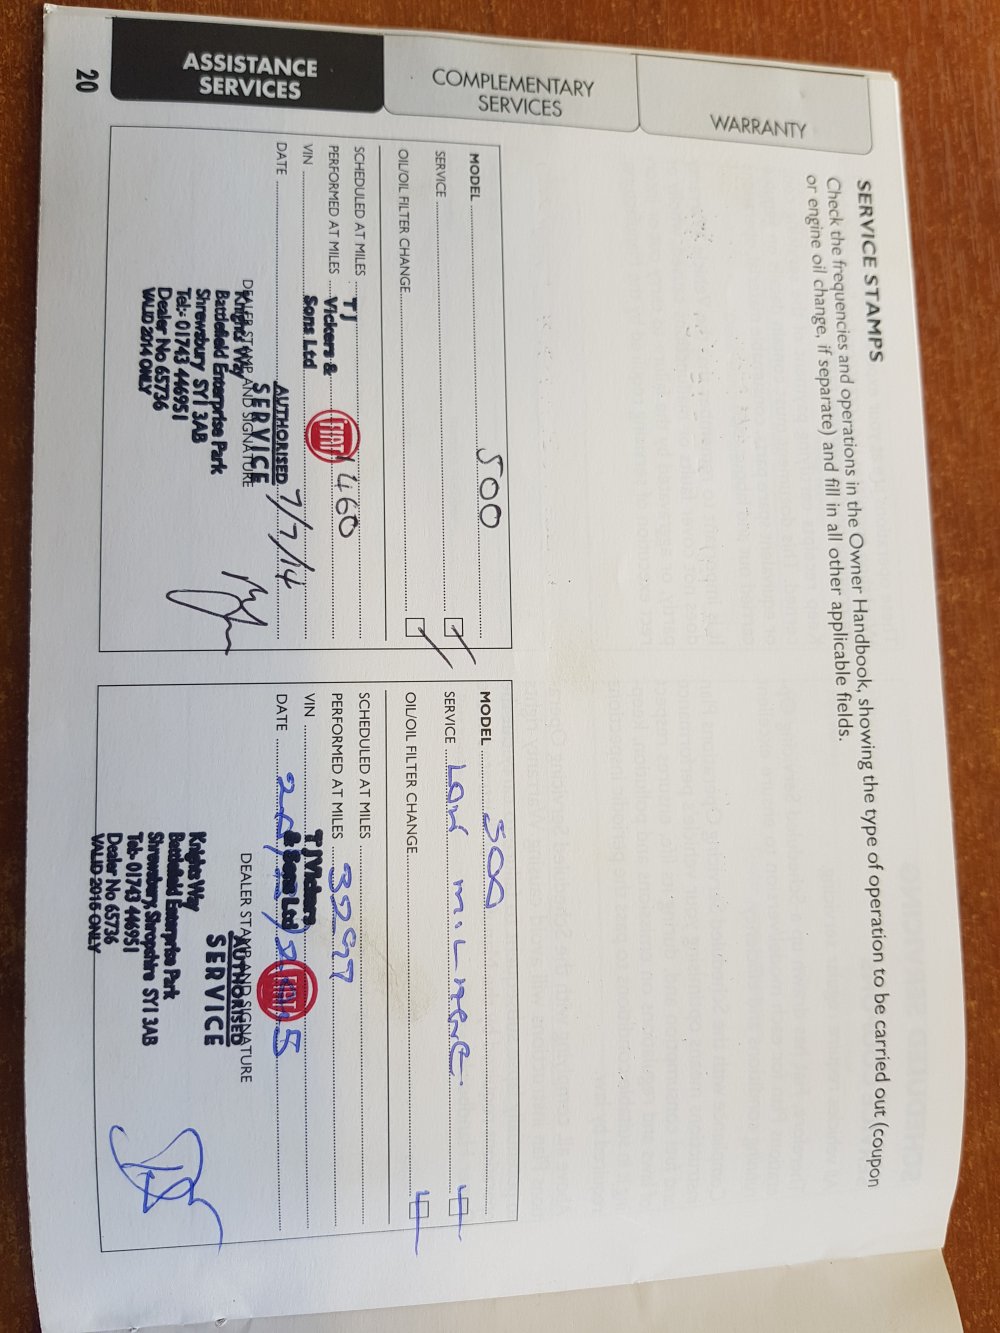 ASSISTANCE
SERVICES
COMPLEMENTARY
SERVICES
WARRANTY
SERVICE STAMPS
Check the frequencies and operations in the Owner Handbook, showing the type of operation to be carried out (coupon
or engine oil change, if separate) and fill in all other applicable fields.
MODEL 500
SERVICE
OIL/OIL FILTER CHANGE
SCHEDULED AT MILES
PERFORMED AT MILES 1460
VIN
DATE 7/7/14
TJ
Vickers &
Sons Ltd
FIAT
AUTHORISED
SERVICE
DEALER STAMP AND SIGNATURE
Knights Way
Battlefield Enterprise Park
Shrewsbury SY1 3AB
Tel:- 01743 446951
Dealer No 65736
VALID 2014 ONLY
MODEL 500
SERVICE LOW
OIL/OIL FILTER CHANGE
SCHEDULED AT MILES
PERFORMED AT MILES
VIN
DATE
TJ Vickers
& Sons Ltd
FIAT
DEALER STAMP AND SIGNATURE
AUTHORISED
SERVICE
Knights Way
Battlefield Enterprise Park
Shrewsbury, Shropshire SY1 3AB
Tel:- 01743 446951
Dealer No 65736
VALID 2015 ONLY
20